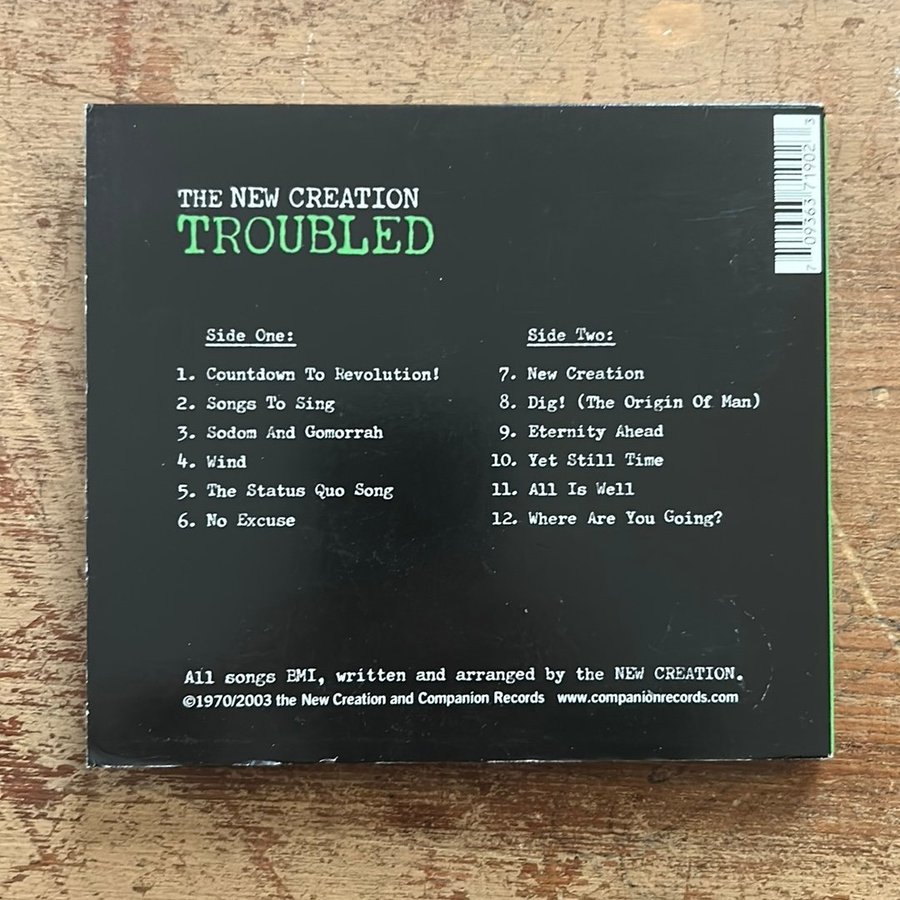 THE NEW CREATION
TROUBLED
Side One:
1. Countdown To Revolution!
2. Songs To Sing
3. Sodom And Gomorrah
4. Wind
5. The Status Quo Song
6. No Excuse
Side Two:
7. New Creation
8. Dig! (The Origin Of Man)
9. Eternity Ahead
10. Yet Still Time
11. All Is Well
12. Where Are You Going?
All songs BMI, written and arranged by the NEW CREATION.
©1970/2003 the New Creation and Companion Records www.companionrecords.com
7 09363 71902 3